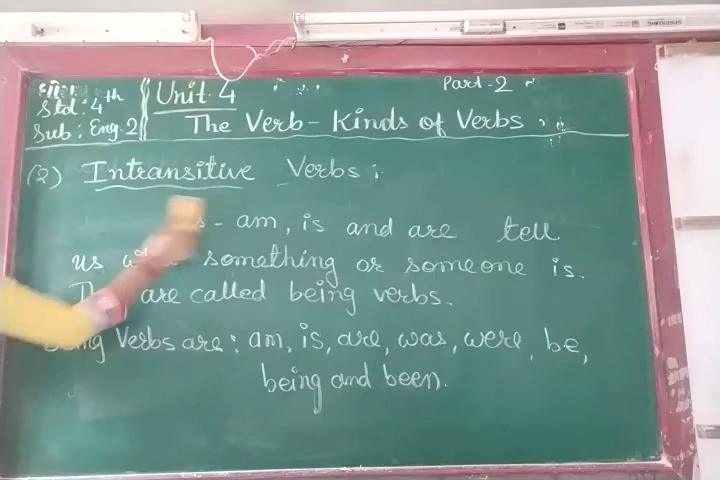 Std: 4th
Sub: Eng-2
Unit. 4
Part-2
The Verb - Kinds of Verbs.
(2) Intransitive Verbs:
- am, is and are tell
us something or someone is.
are called being verbs.
Being Verbs are: am, is, are, was, were, be,
being and been.